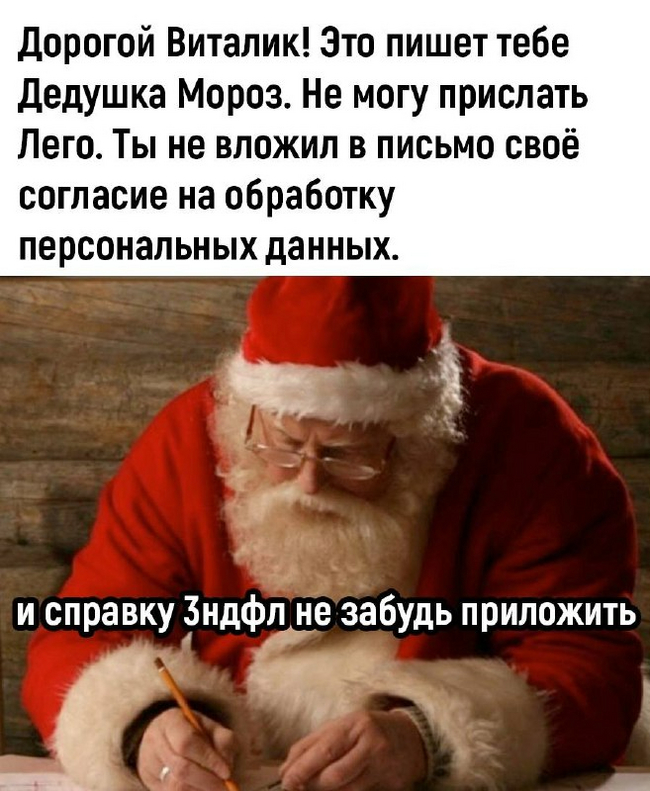 Дорогой Виталик! Это пишет тебе
Дедушка Мороз. Не могу прислать
Лего. Ты не вложил в письмо своё
согласие на обработку
персональных данных.
и справку 3ндфл не забудь приложить